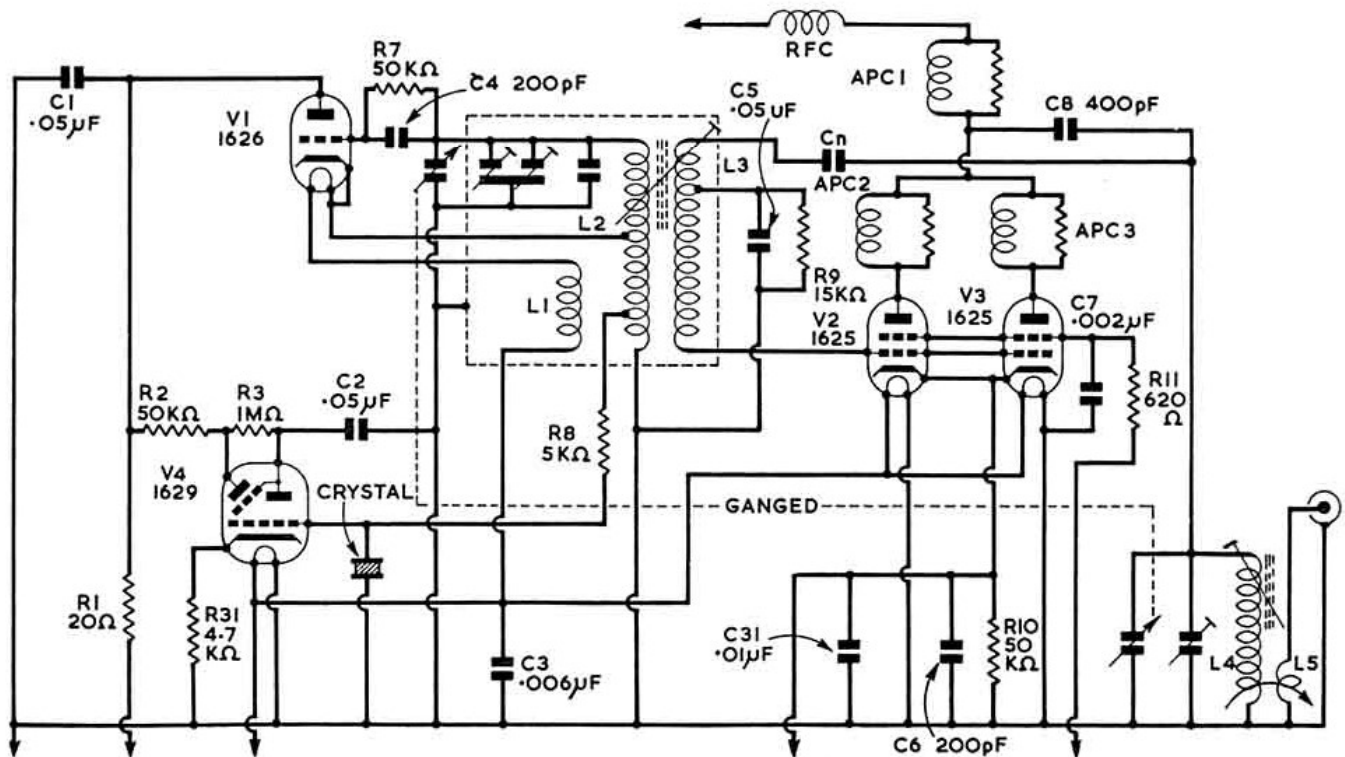 RFC
R7
50KΩ
C4 200pF
C1
.05µF
V1
1626
APC1
C5
.05uF
C8 400pF
Cn
L3
APC2
L2
APC3
R9
15KΩ
L1
V2
1625
V3
1625
C7
.002µF
R11
620
Ω
R2
50KΩ
R3
1MΩ
C2
.05µF
R8
5KΩ
V4
1629
CRYSTAL
GANGED
R1
20Ω
R31
4.7
KΩ
C3
.006µF
C31
.01µF
R10
50
KΩ
L4
L5
C6 200pF